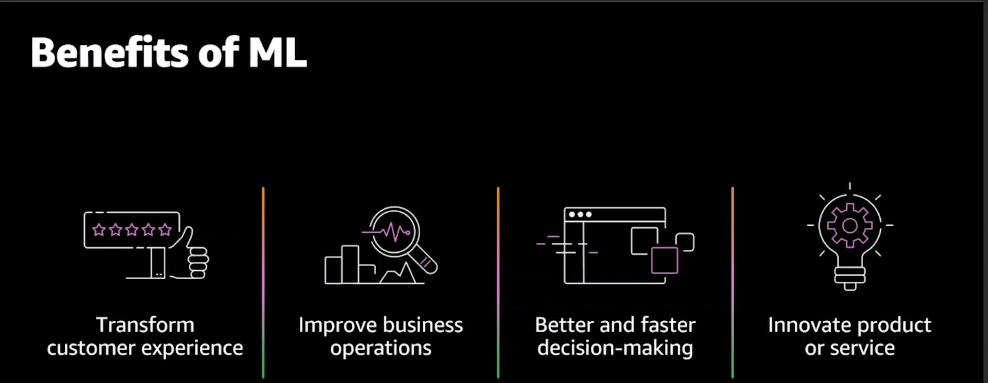 Benefits of ML
Transform
customer experience
Improve business
operations
Better and faster
decision-making
Innovate product
or service